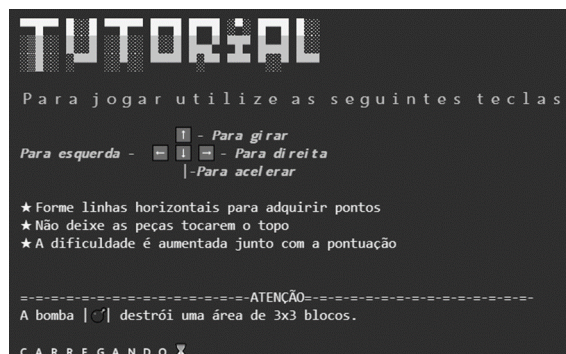 TUTORIAL
Para jogar utilize as seguintes teclas
↑ - Para girar
Para esquerda - ← ↓ → - Para direita
|-Para acelerar
★Forme linhas horizontais para adquirir pontos
★Não deixe as peças tocarem o topo
★A dificuldade é aumentada junto com a pontuação
=-=-=-=-=-=-=-=-=-=-=-=-=-=-=-ATENÇÃO=-=-=-=-=-=-=-=-=-=-=-=-=-=-=-
A bomba |💣| destrói uma área de 3x3 blocos.
CARREGANDO⌛